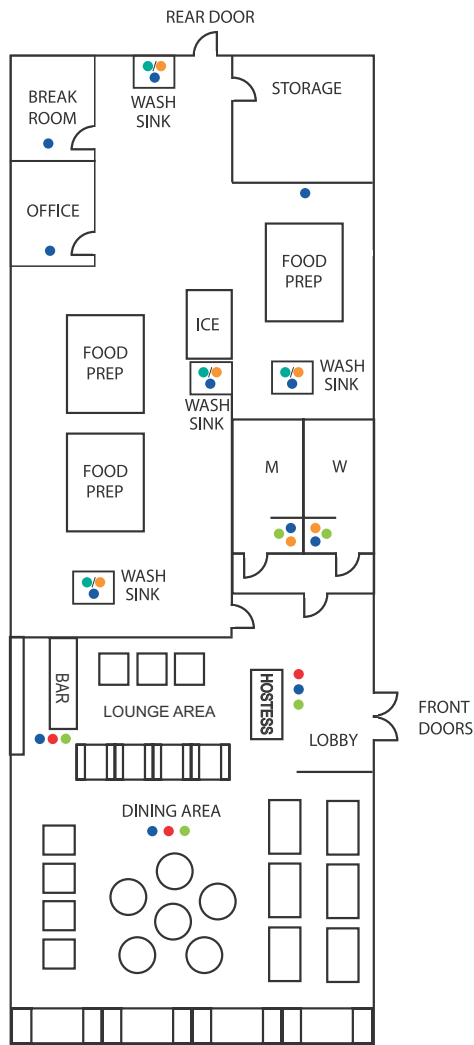 REAR DOOR
BREAK
ROOM
/
WASH
SINK
STORAGE
OFFICE
FOOD
PREP
ICE
FOOD
PREP
/
WASH
SINK
/
WASH
SINK
FOOD
PREP
M
W
/
WASH
SINK
BAR
LOUNGE AREA
HOSTESS
LOBBY
FRONT
DOORS
DINING AREA